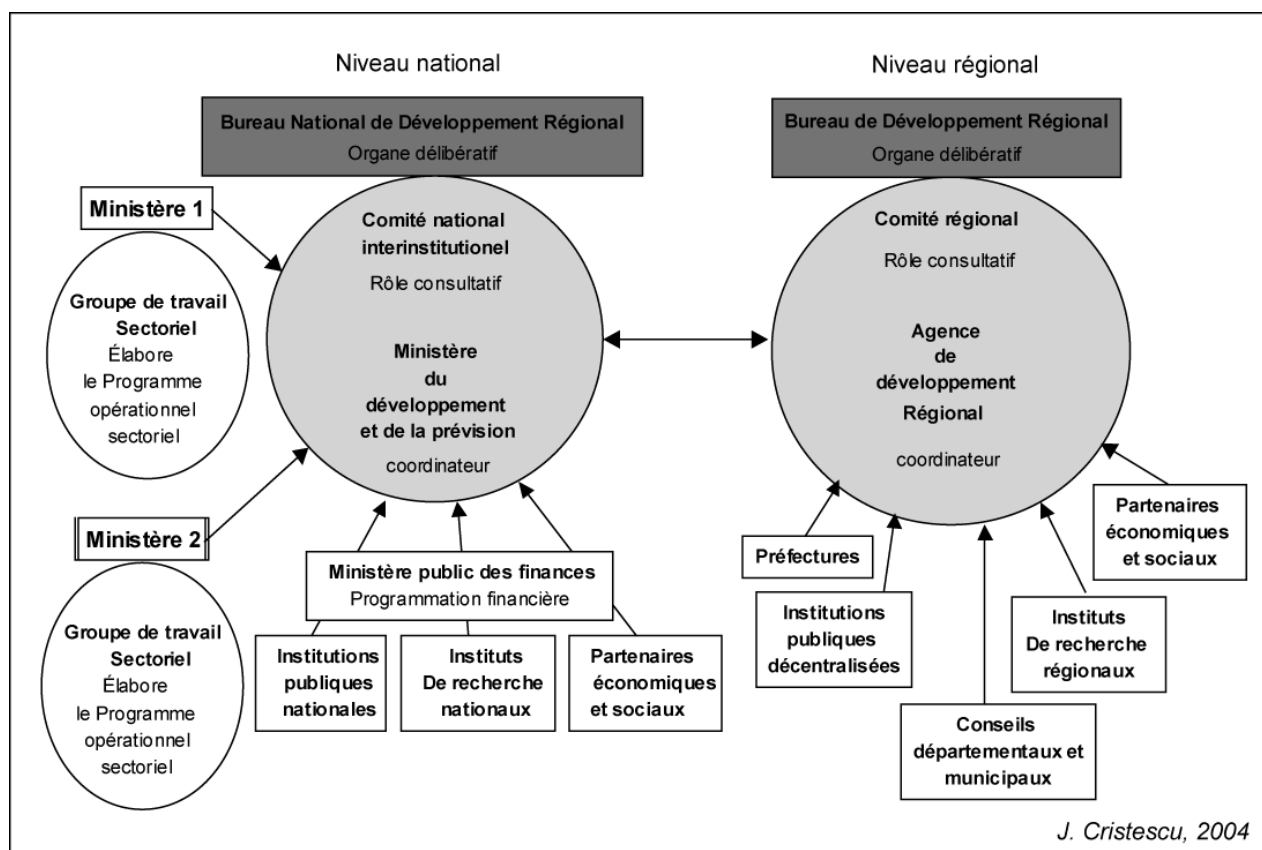 Niveau national
Bureau National de Développement Régional
Organe délibératif
Ministère 1
Groupe de travail
Sectoriel
Élabore
le Programme
opérationnel
sectoriel
Comité national
interinstitutionel
Rôle consultatif
Ministère
du
développement
et de la prévision
coordinateur
Ministère 2
Groupe de travail
Sectoriel
Élabore
le Programme
opérationnel
sectoriel
Ministère public des finances
Programmation financière
Institutions
publiques
nationales
Instituts
De recherche
nationaux
Partenaires
économiques
et sociaux
Niveau régional
Bureau de Développement Régional
Organe délibératif
Comité régional
Rôle consultatif
Agence
de
développement
Régional
coordinateur
Préfectures
Institutions
publiques
décentralisées
Conseils
départementaux et
municipaux
Instituts
De recherche
régionaux
Partenaires
économiques
et sociaux
J. Cristescu, 2004